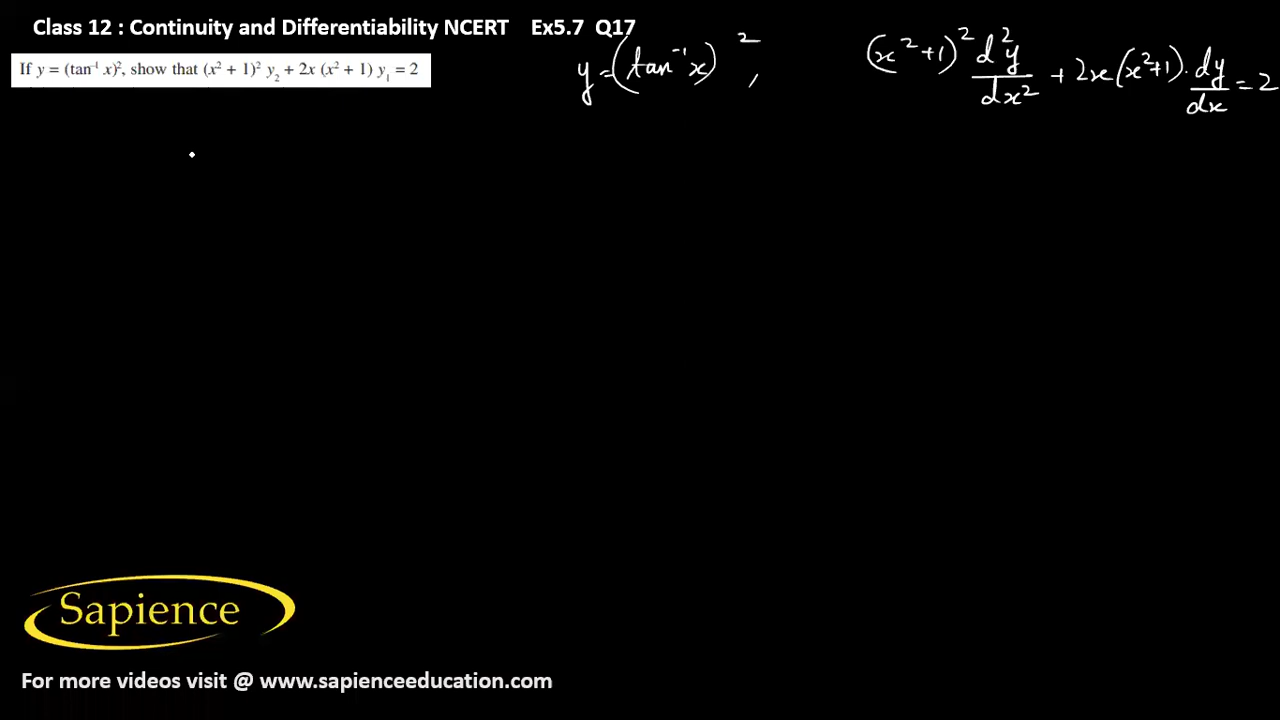 Class 12 : Continuity and Differentiability NCERT Ex5.7 Q17
If y = (tan⁻¹ x)², show that (x² + 1)² y₂ + 2x (x² + 1) y₁ = 2
y=(tan⁻¹x)², (x²+1)² d²y/dx² + 2x(x²+1).dy/dx = 2
Sapience
For more videos visit @ www.sapienceeducation.com